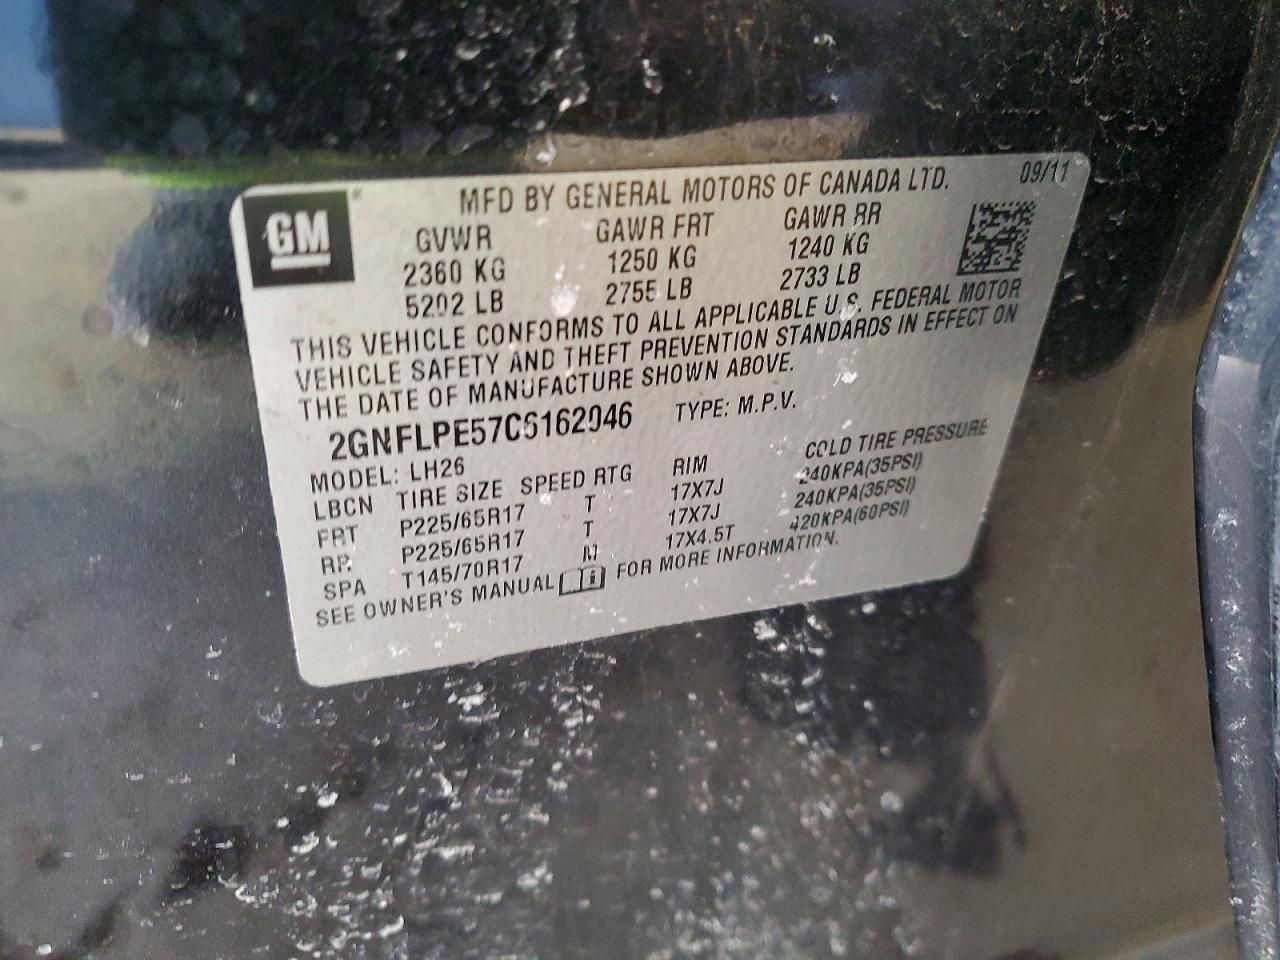 MFD BY GENERAL MOTORS OF CANADA LTD. 09/11
GM
GVWR GAWR FRT GAWR RR
2360 KG 1250 KG 1240 KG
5202 LB 2755 LB 2733 LB
THIS VEHICLE CONFORMS TO ALL APPLICABLE U.S. FEDERAL MOTOR
VEHICLE SAFETY AND THEFT PREVENTION STANDARDS IN EFFECT ON
THE DATE OF MANUFACTURE SHOWN ABOVE.
2GNFLPE57C6162046 TYPE: M.P.V.
MODEL: LH26
LBCN TIRE SIZE SPEED RTG RIM COLD TIRE PRESSURE
FRT P225/65R17 T 17X7J 240KPA(35PSI)
RR P225/65R17 T 17X7J 240KPA(35PSI)
SPA T145/70R17 M 17X4.5T 420KPA(60PSI)
SEE OWNER'S MANUAL FOR MORE INFORMATION.